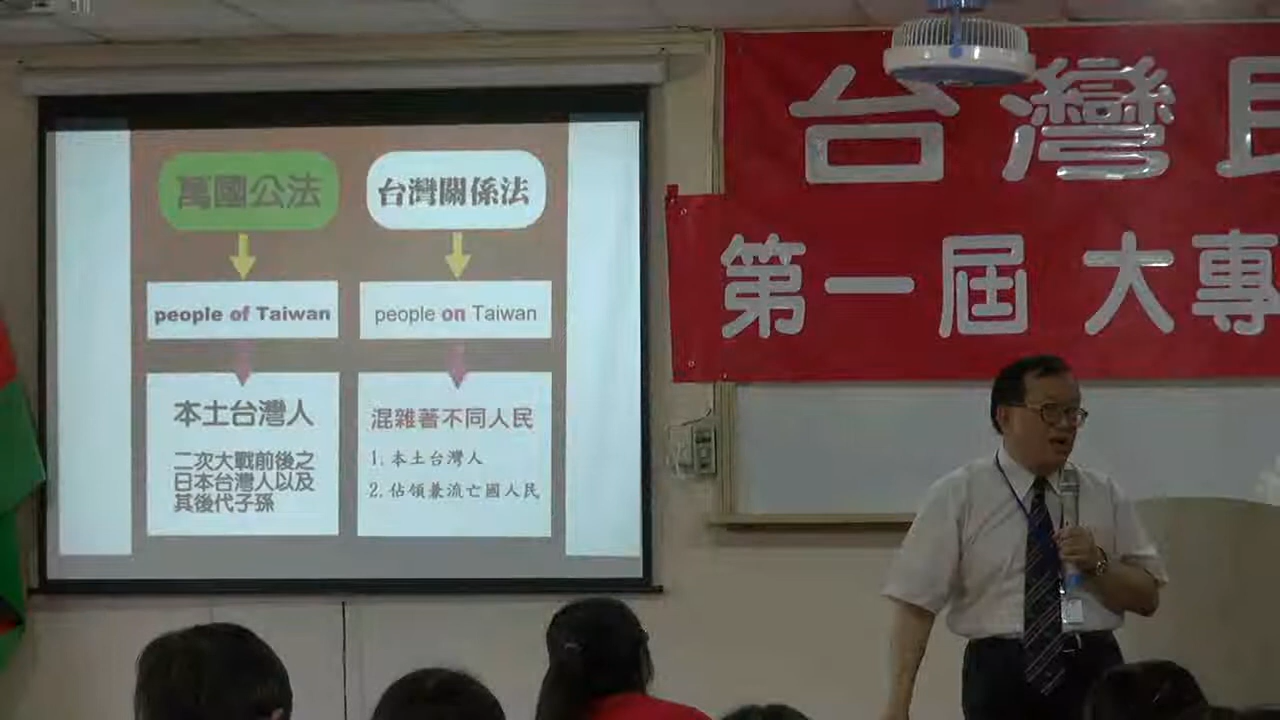 萬國公法
台灣關係法
people of Taiwan
people on Taiwan
本土台灣人
二次大戰前後之
日本台灣人以及
其後代子孫
混雜著不同人民
1. 本土台灣人
2. 佔領兼流亡國人民
台灣
第一屆 大專